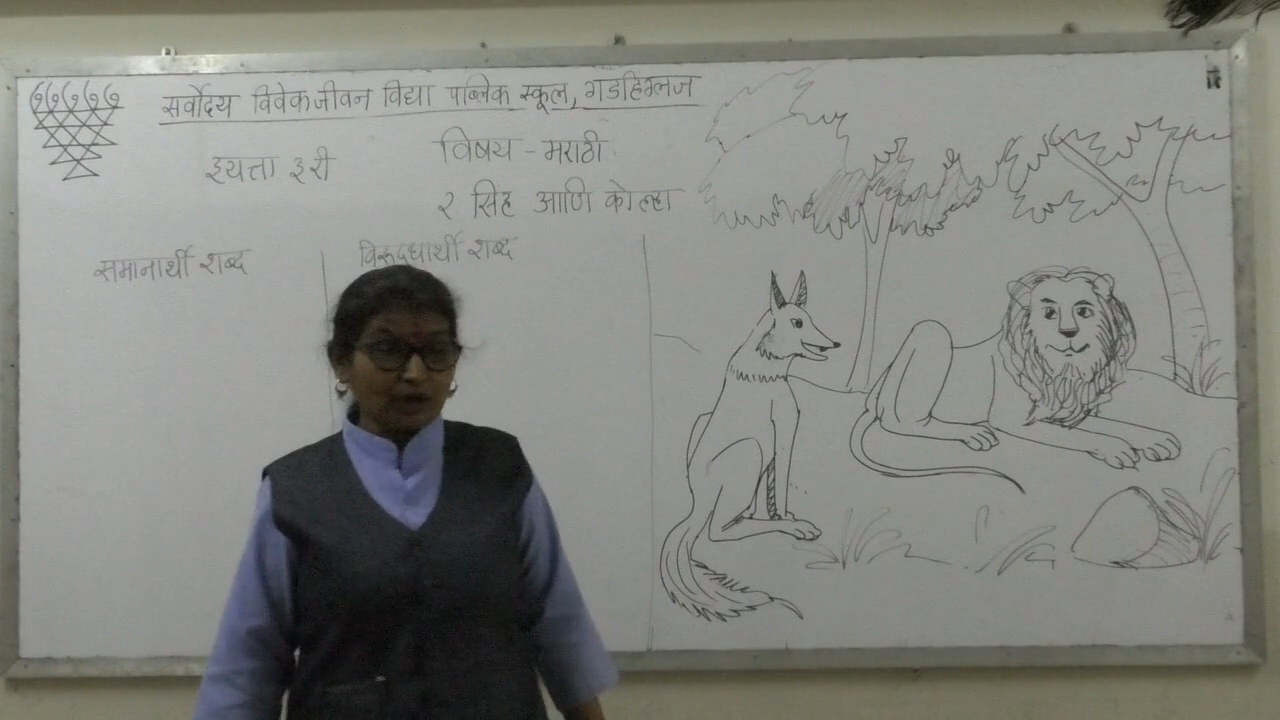 सर्वोदय विवेकजीवन विद्या पब्लिक स्कूल, गडहिंग्लज
इयत्ता ३री
विषय - मराठी
२ सिंह आणि कोल्हा
समानार्थी शब्द
विरूद्धार्थी शब्द